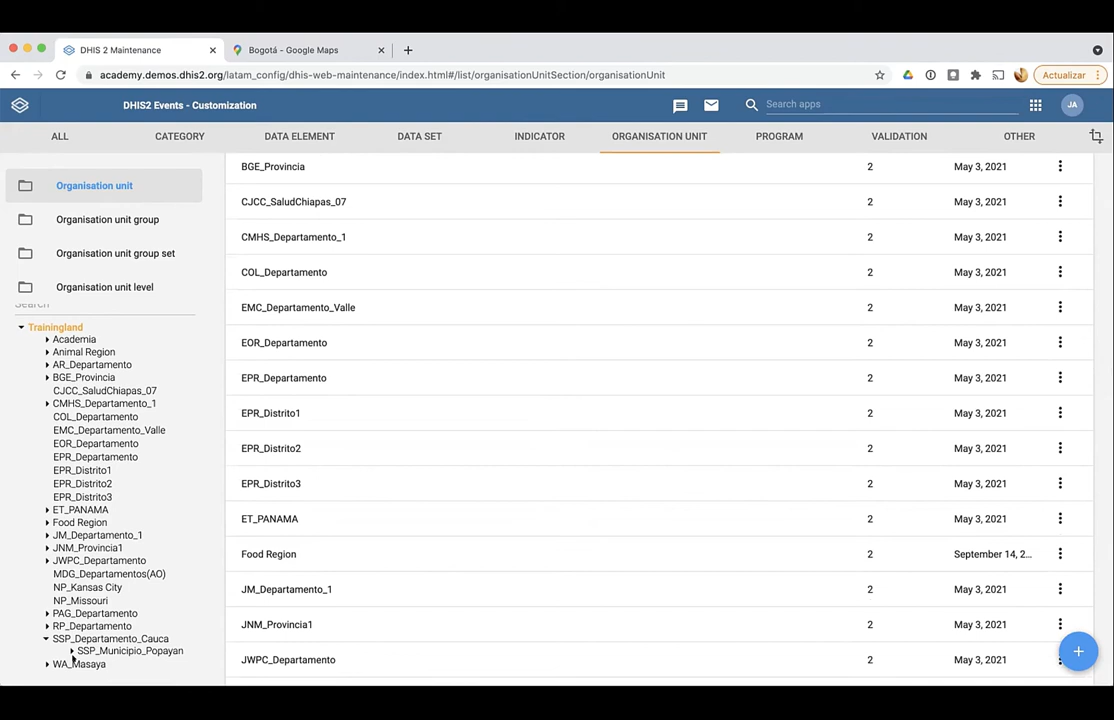 DHIS 2 Maintenance
Bogotá - Google Maps
academy.demos.dhis2.org/latam_config/dhis-web-maintenance/index.html#/list/organisationUnitSection/organisationUnit
Actualizar
DHIS2 Events - Customization
Search apps
JA
ALL CATEGORY DATA ELEMENT DATA SET INDICATOR ORGANISATION UNIT PROGRAM VALIDATION OTHER
Organisation unit
Organisation unit group
Organisation unit group set
Organisation unit level
Search
Trainingland
Academia
Animal Region
AR_Departamento
BGE_Provincia
CJCC_SaludChiapas_07
CMHS_Departamento_1
COL_Departamento
EMC_Departamento_Valle
EOR_Departamento
EPR_Departamento
EPR_Distrito1
EPR_Distrito2
EPR_Distrito3
ET_PANAMA
Food Region
JM_Departamento_1
JNM_Provincia1
JWPC_Departamento
MDG_Departamentos(AO)
NP_Kansas City
NP_Missouri
PAG_Departamento
RP_Departamento
SSP_Departamento_Cauca
SSP_Municipio_Popayan
WA_Masaya
BGE_Provincia 2 May 3, 2021
CJCC_SaludChiapas_07 2 May 3, 2021
CMHS_Departamento_1 2 May 3, 2021
COL_Departamento 2 May 3, 2021
EMC_Departamento_Valle 2 May 3, 2021
EOR_Departamento 2 May 3, 2021
EPR_Departamento 2 May 3, 2021
EPR_Distrito1 2 May 3, 2021
EPR_Distrito2 2 May 3, 2021
EPR_Distrito3 2 May 3, 2021
ET_PANAMA 2 May 3, 2021
Food Region 2 September 14, 2...
JM_Departamento_1 2 May 3, 2021
JNM_Provincia1 2 May 3, 2021
JWPC_Departamento 2 May 3, 2021